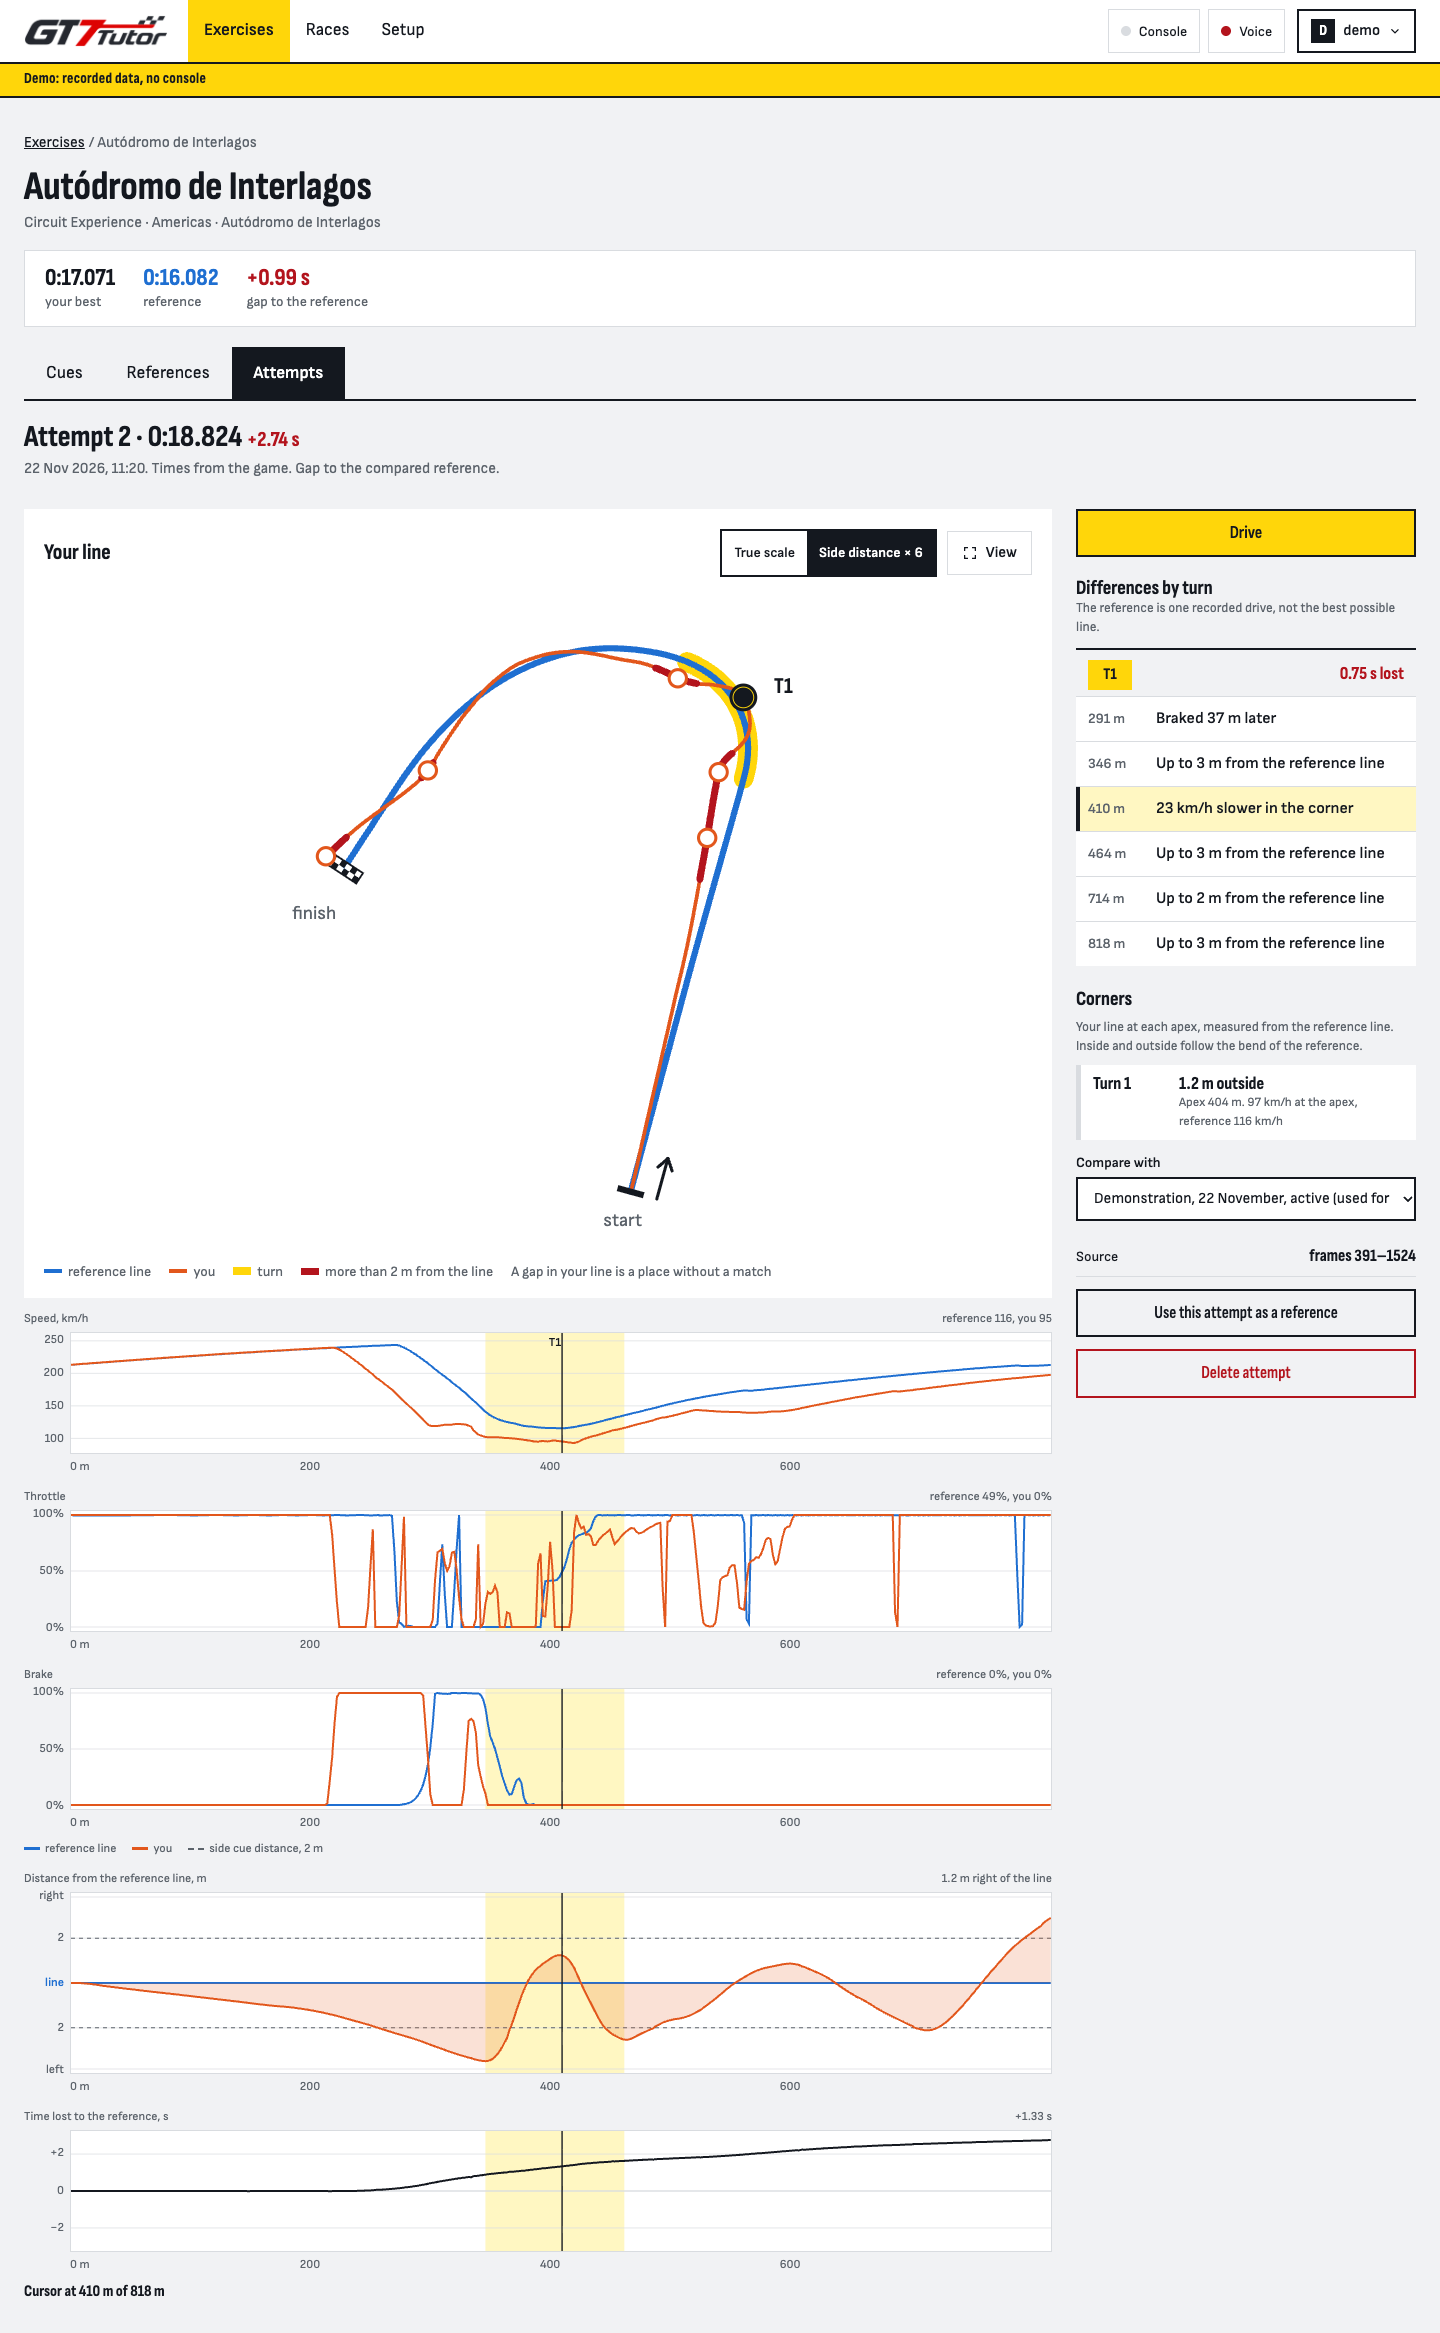 GT7Tutor
Exercises
Races
Setup
Console
Voice
D demo
Demo: recorded data, no console
Exercises / Autódromo de Interlagos
Autódromo de Interlagos
Circuit Experience · Americas · Autódromo de Interlagos
0:17.071
your best
0:16.082
reference
+0.99 s
gap to the reference
Cues
References
Attempts
Attempt 2 · 0:18.824 +2.74 s
22 Nov 2026, 11:20. Times from the game. Gap to the compared reference.
Your line
True scale
Side distance × 6
View
T1
finish
start
reference line
you
turn
more than 2 m from the line
A gap in your line is a place without a match
Drive
Differences by turn
The reference is one recorded drive, not the best possible
line.
T1 0.75 s lost
291 m Braked 37 m later
346 m Up to 3 m from the reference line
410 m 23 km/h slower in the corner
464 m Up to 3 m from the reference line
714 m Up to 2 m from the reference line
818 m Up to 3 m from the reference line
Corners
Your line at each apex, measured from the reference line.
Inside and outside follow the bend of the reference.
Turn 1 1.2 m outside
Apex 404 m. 97 km/h at the apex,
reference 116 km/h
Compare with
Demonstration, 22 November, active (used for
Source frames 391–1524
Use this attempt as a reference
Delete attempt
Speed, km/h reference 116, you 95
250
200
150
100
T1
0 m 200 400 600
Throttle reference 49%, you 0%
100%
50%
0%
0 m 200 400 600
Brake reference 0%, you 0%
100%
50%
0%
0 m 200 400 600
reference line
you
side cue distance, 2 m
Distance from the reference line, m 1.2 m right of the line
right
2
line
2
left
0 m 200 400 600
Time lost to the reference, s +1.33 s
+2
0
−2
0 m 200 400 600
Cursor at 410 m of 818 m